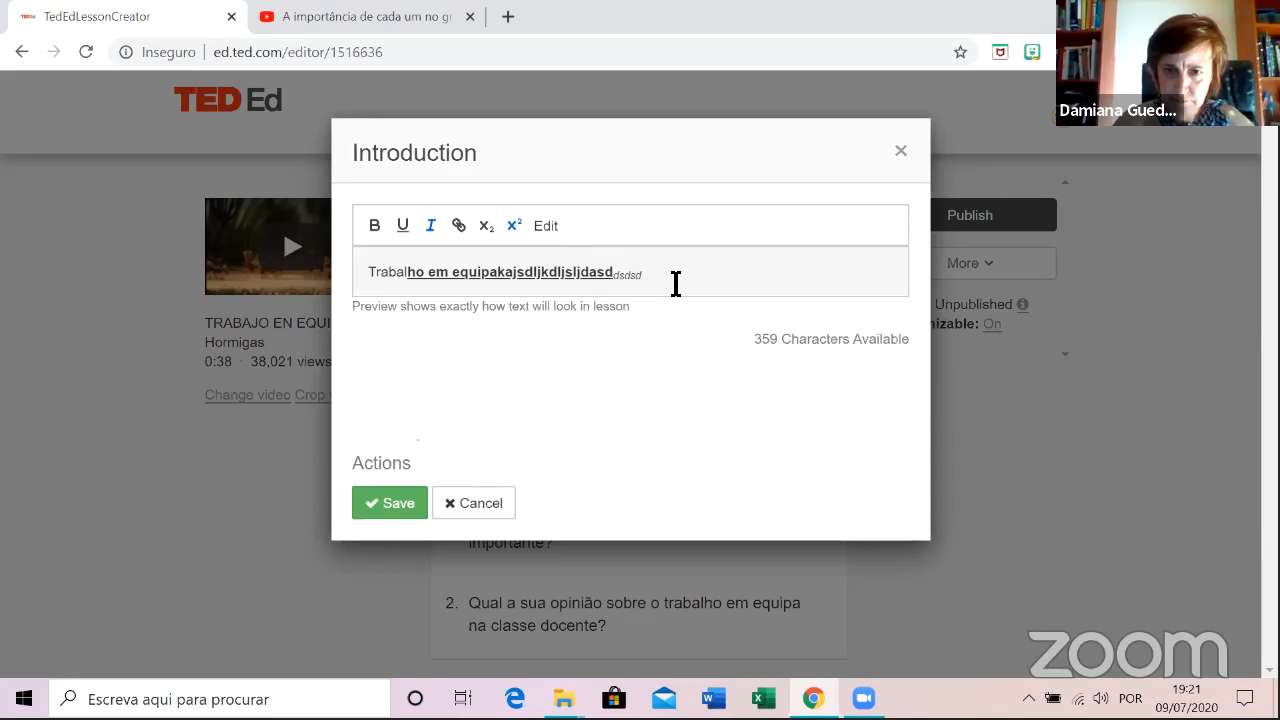 TedEdLessonCreator
A importância de cada um no gr
Inseguro
ed.ted.com/editor/1516636
Damiana Gued...
TED Ed
Introduction
B U I x2 x2 Edit
Trabalho em equipakajsdljkdljsljdasddsdsd
Preview shows exactly how text will look in lesson
359 Characters Available
Publish
More
Unpublished
nizable: On
TRABAJO EN EQUI
Hormigas
0:38 · 38,021 views
Change video Crop
Actions
Save
Cancel
importante?
2. Qual a sua opinião sobre o trabalho em equipa
na classe docente?
zoom
Escreva aqui para procurar
POR
19:21
09/07/2020